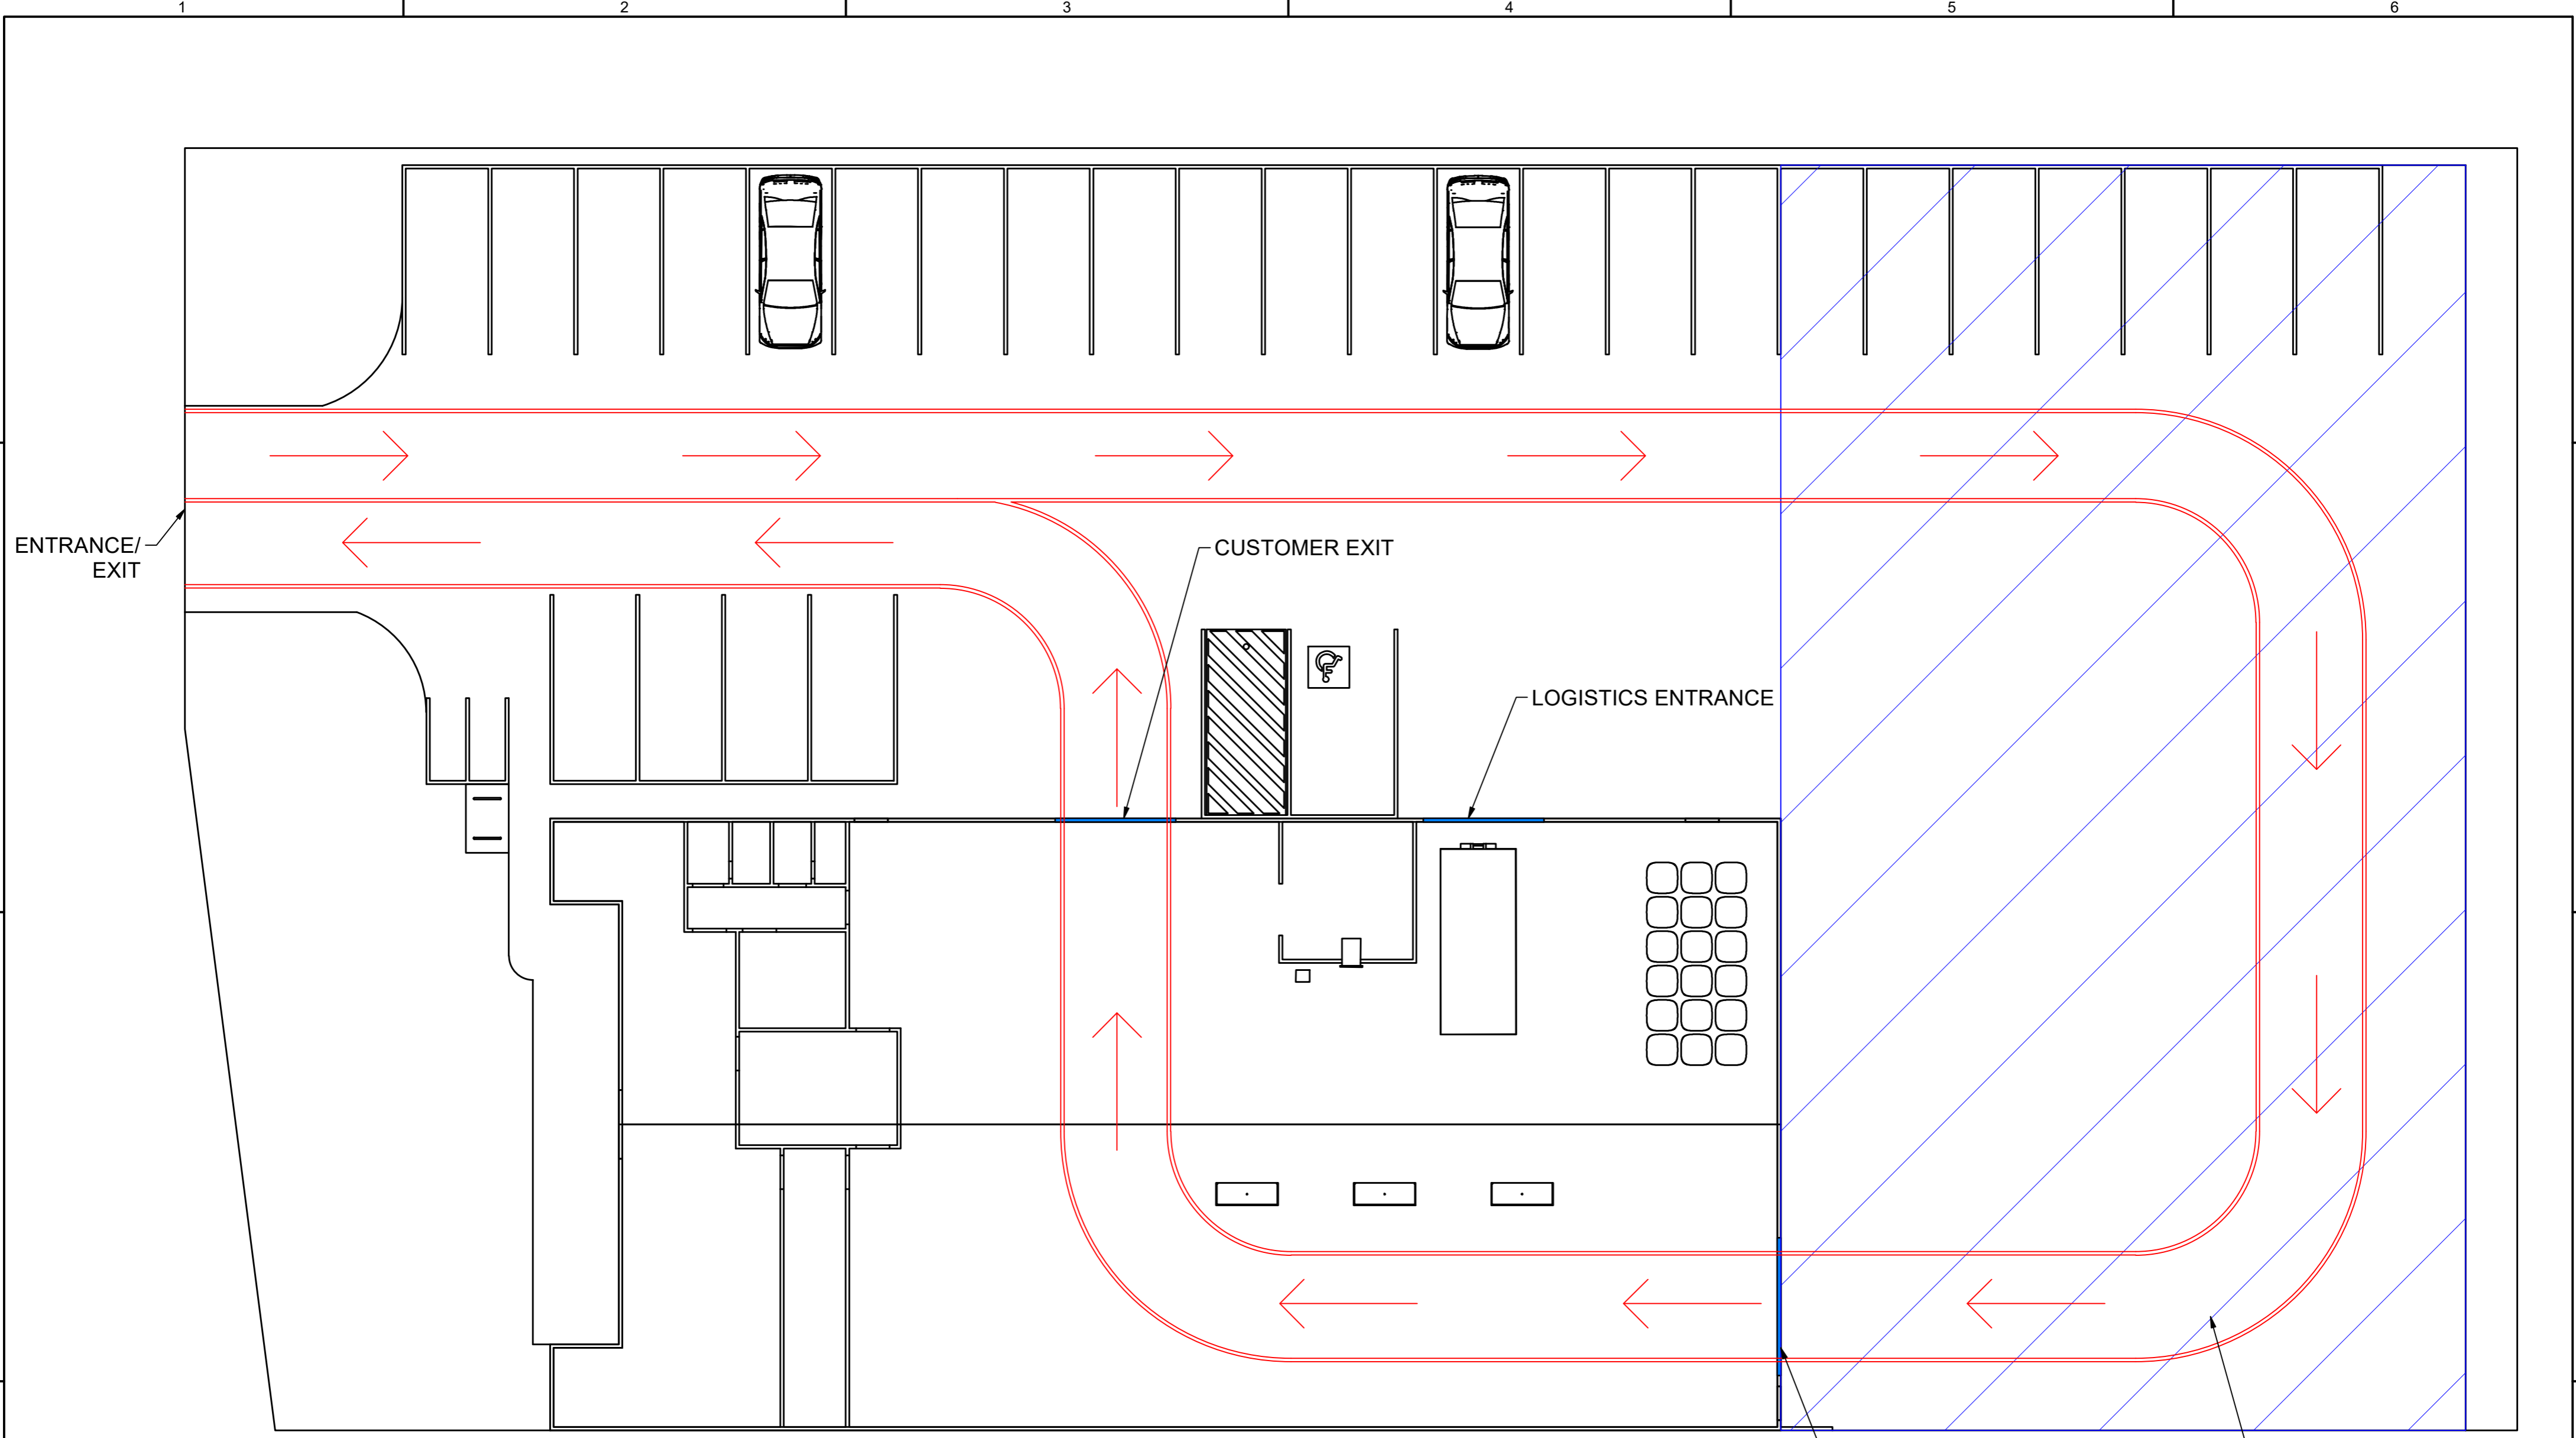 1 2 3 4 5 6
ENTRANCE/
EXIT
CUSTOMER EXIT
LOGISTICS ENTRANCE